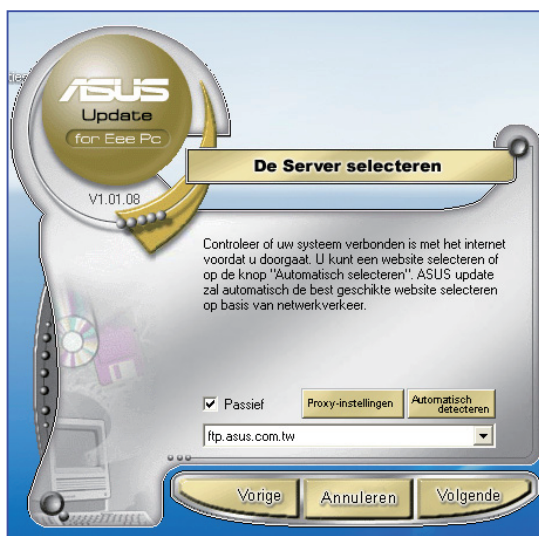 ASUS
Update
for Eee Pc
V1.01.08
De Server selecteren
Controleer of uw systeem verbonden is met het internet
voordat u doorgaat. U kunt een website selecteren of
op de knop "Automatisch selecteren". ASUS update
zal automatisch de best geschikte website selecteren
op basis van netwerkverkeer.
Passief
Proxy-instellingen
Automatisch
detecteren
ftp.asus.com.tw
Vorige
Annuleren
Volgende